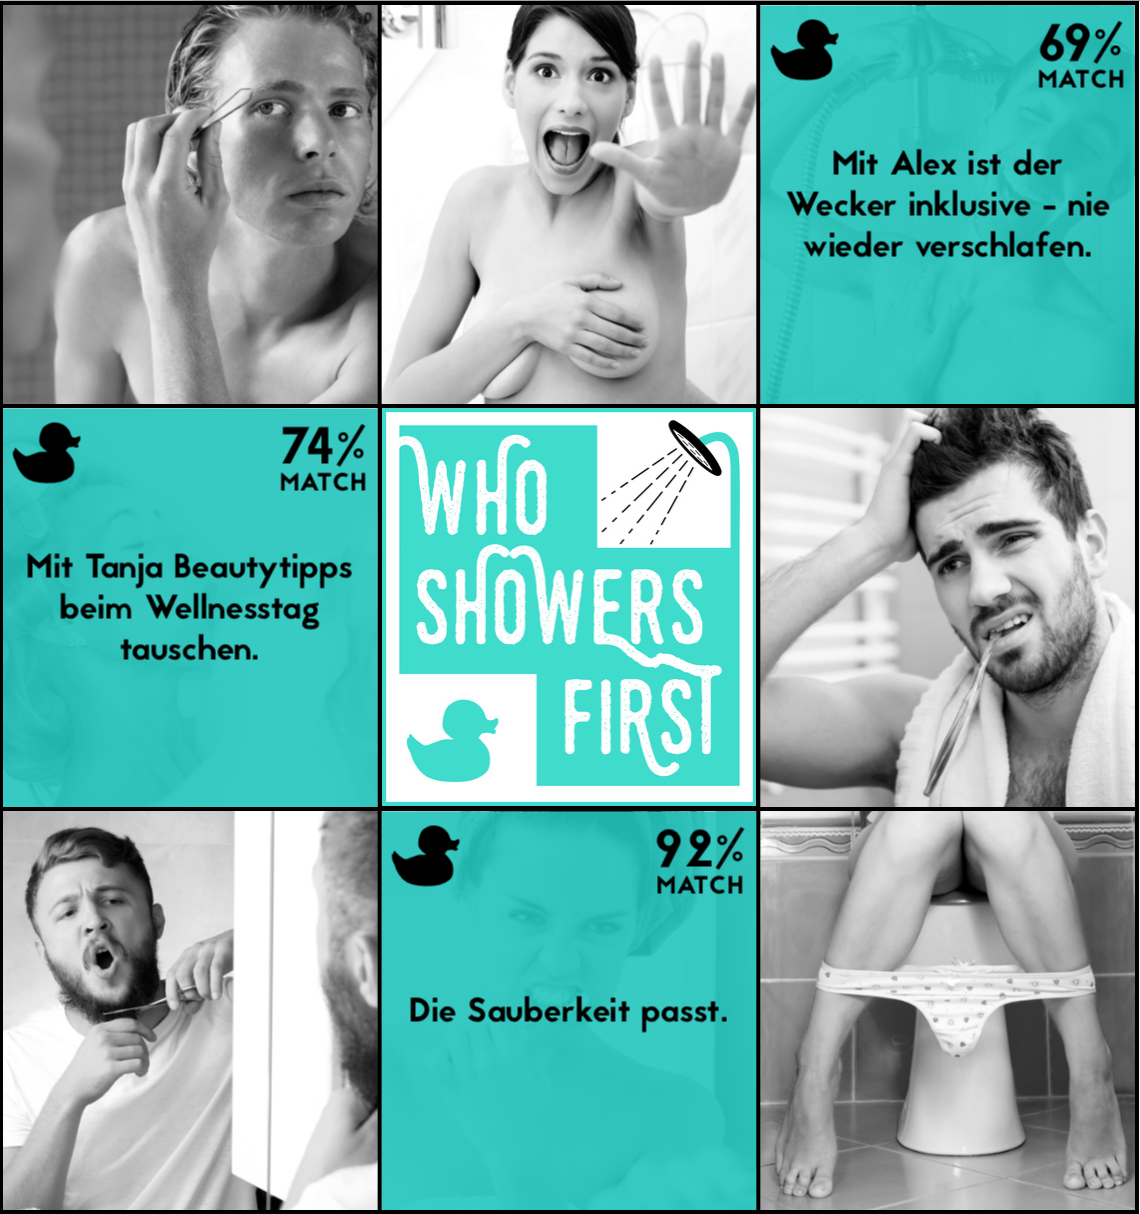 69%
MATCH
Mit Alex ist der
Wecker inklusive - nie
wieder verschlafen.
74%
MATCH
Mit Tanja Beautytipps
beim Wellnesstag
tauschen.
WHO
SHOWERS
FIRST
92%
MATCH
Die Sauberkeit passt.